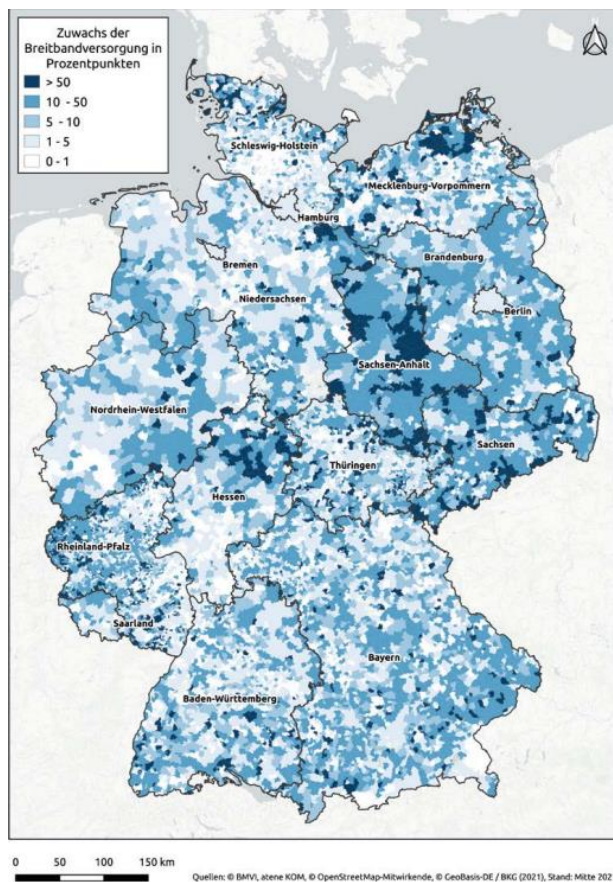 Zuwachs der
Breitbandversorgung in
Prozentpunkten
> 50
10 - 50
5 - 10
1 - 5
0 - 1
Schleswig-Holstein
Mecklenburg-Vorpommern
Hamburg
Bremen
Brandenburg
Niedersachsen
Berlin
Sachsen-Anhalt
Nordrhein-Westfalen
Sachsen
Thüringen
Hessen
Rheinland-Pfalz
Saarland
Bayern
Baden-Württemberg
0 50 100 150 km
Quellen: © BMVI, atene KOM, © OpenStreetMap-Mitwirkende, © GeoBasis-DE / BKG (2021), Stand: Mitte 202